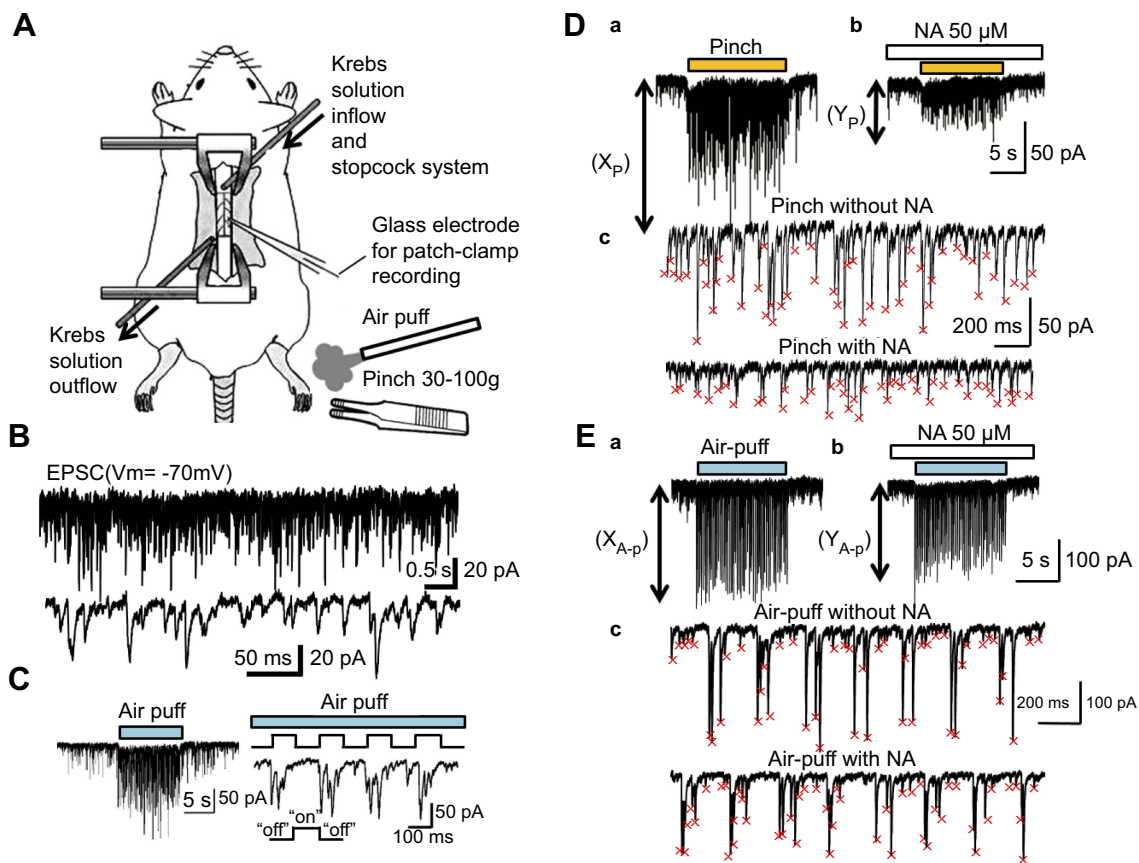 A
Krebs
solution
inflow
and
stopcock system
Glass electrode
for patch-clamp
recording
Krebs
solution
outflow
Air puff
Pinch 30-100g
B
EPSC(Vm= -70mV)
0.5 s 20 pA
50 ms 20 pA
C
Air puff
5 s 50 pA
Air puff
"off" "on" "off"
50 pA
100 ms
D
a
Pinch
(XP)
b
NA 50 µM
(YP)
5 s 50 pA
c
Pinch without NA
200 ms 50 pA
Pinch with NA
E
a
Air-puff
(XA-p)
b
NA 50 µM
(YA-p)
5 s 100 pA
c
Air-puff without NA
200 ms 100 pA
Air-puff with NA